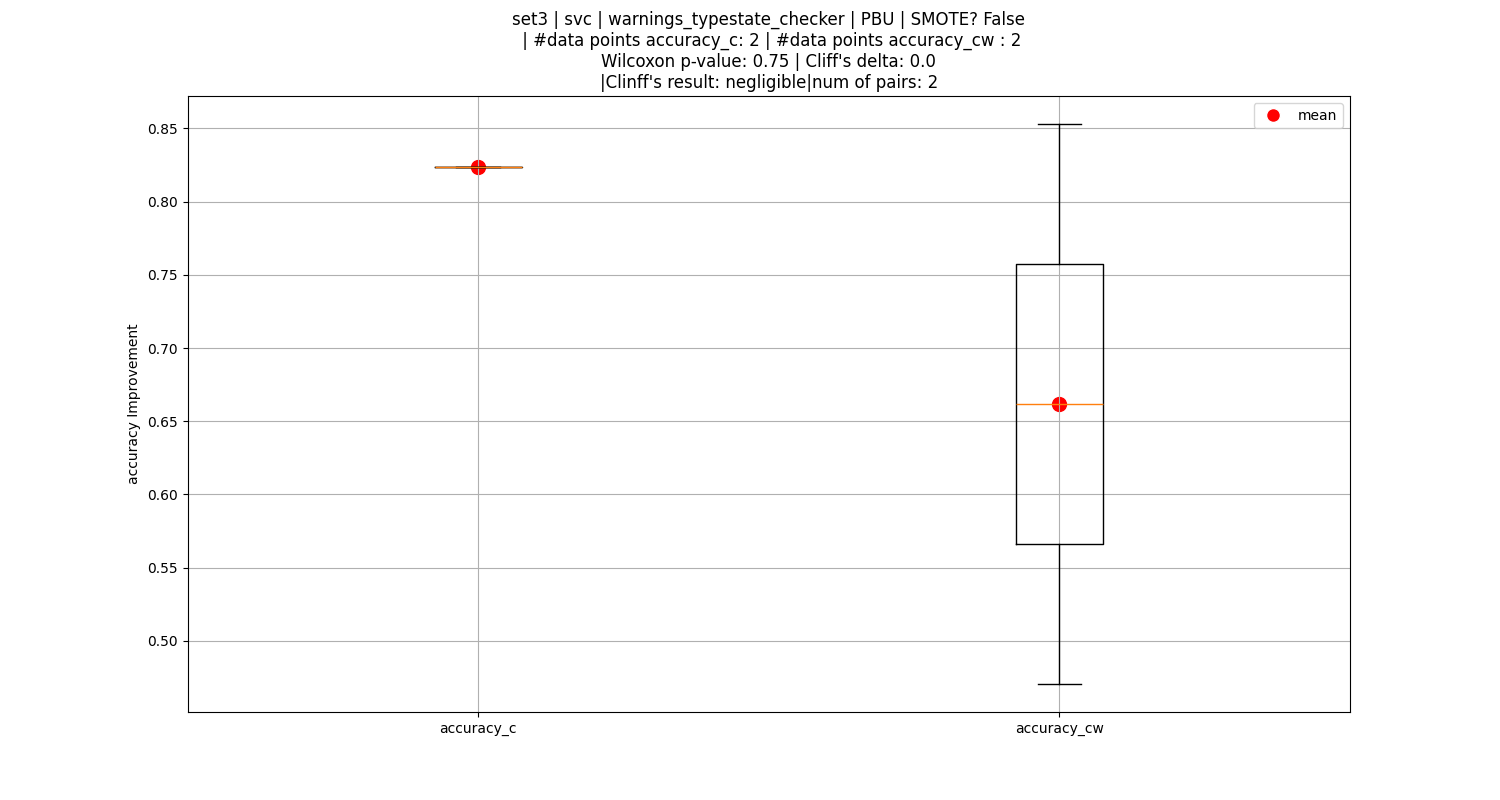 set3 | svc | warnings_typestate_checker | PBU | SMOTE? False
| #data points accuracy_c: 2 | #data points accuracy_cw : 2
Wilcoxon p-value: 0.75 | Cliff's delta: 0.0
|Clinff's result: negligible|num of pairs: 2
mean
0.85
0.80
0.75
0.70
0.65
0.60
0.55
0.50
accuracy Improvement
accuracy_c
accuracy_cw